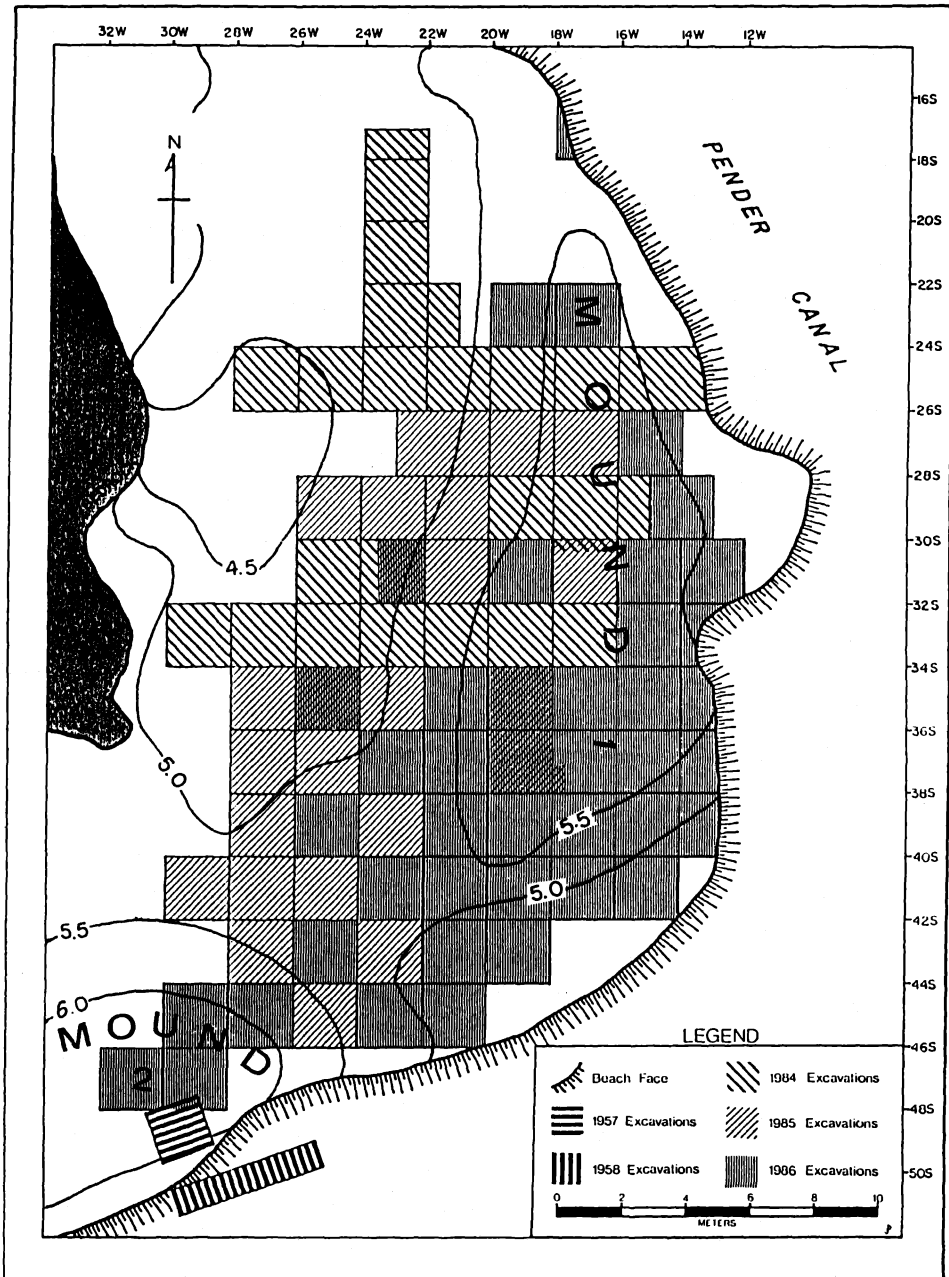 32W 30W 28W 26W 24W 22W 20W 18W 16W 14W 12W
16S
18S
20S
22S
24S
26S
28S
30S
32S
34S
36S
38S
40S
42S
44S
46S
48S
50S
N
PENDER
CANAL
MOUND
1
4.5
5.0
5.5
5.0
5.5
6.0
MOUND
2
LEGEND
Beach Face
1984 Excavations
1957 Excavations
1985 Excavations
1958 Excavations
1986 Excavations
0 2 4 6 8 10
METERS